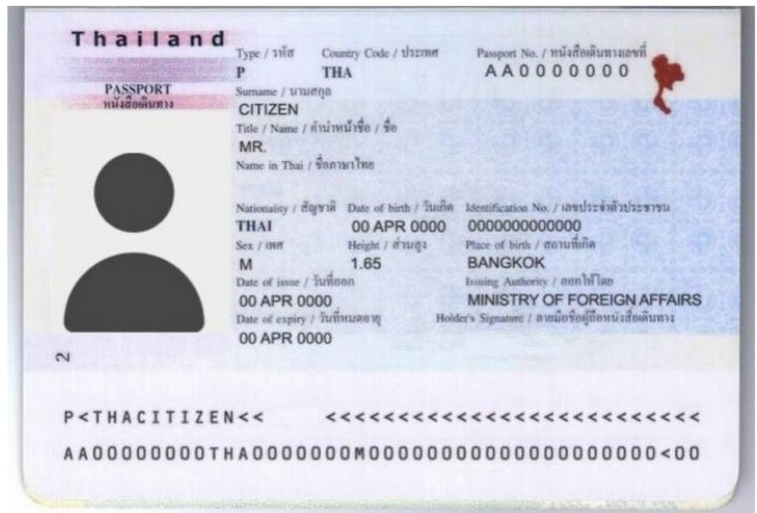 Thailand
PASSPORT
หนังสือเดินทาง
Type / รหัส Country Code / ประเทศ Passport No. / หนังสือเดินทางเลขที่
P THA AA0000000
Surname / นามสกุล
CITIZEN
Title / Name / คำนำหน้าชื่อ / ชื่อ
MR.
Name in Thai / ชื่อภาษาไทย
Nationality / สัญชาติ Date of birth / วันเกิด Identification No. / เลขประจำตัวประชาชน
THAI 00 APR 0000 0000000000000
Sex / เพศ Height / ส่วนสูง Place of birth / สถานที่เกิด
M 1.65 BANGKOK
Date of issue / วันที่ออก Issuing Authority / ออกให้โดย
00 APR 0000 MINISTRY OF FOREIGN AFFAIRS
Date of expiry / วันที่หมดอายุ Holder's Signature / ลายมือชื่อผู้ถือหนังสือเดินทาง
00 APR 0000
2
P<THACITIZEN<< <<<<<<<<<<<<<<<<<<<<<<<<<<
AA00000000THA0000000M00000000000000000000000<00